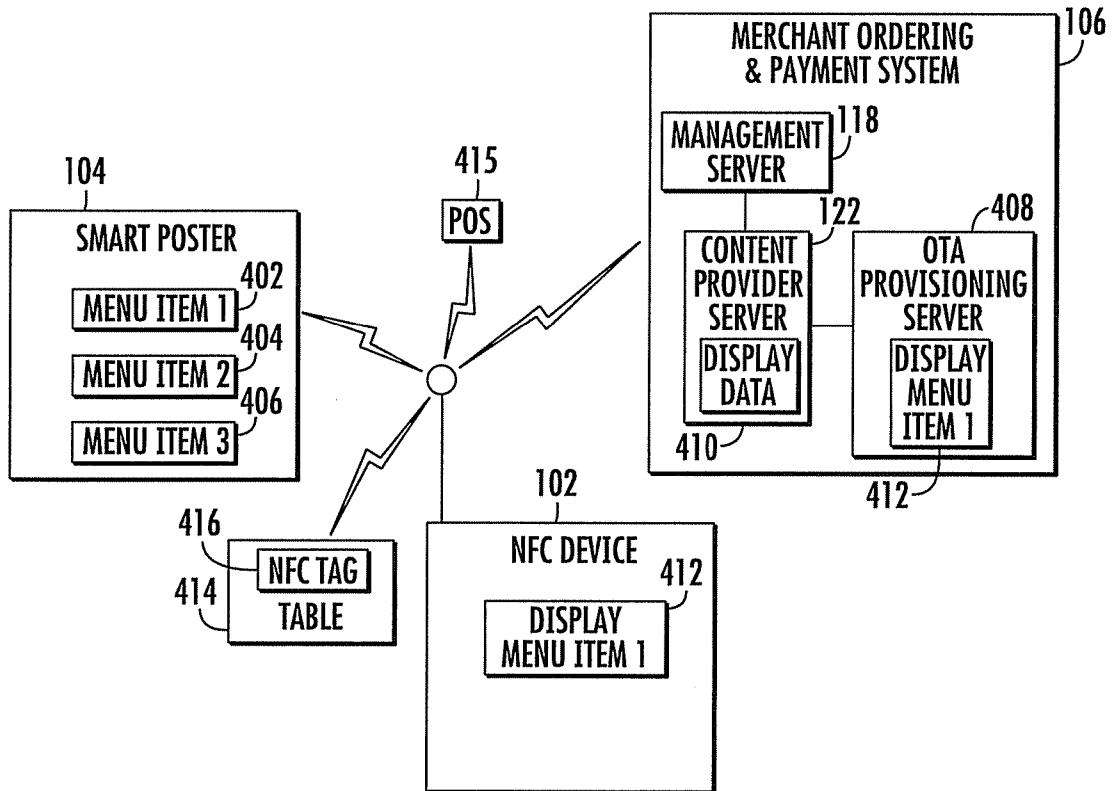 106
MERCHANT ORDERING
& PAYMENT SYSTEM
MANAGEMENT
SERVER
118
122
CONTENT
PROVIDER
SERVER
DISPLAY
DATA
410
408
OTA
PROVISIONING
SERVER
DISPLAY
MENU
ITEM 1
412
415
POS
104
SMART POSTER
402
MENU ITEM 1
404
MENU ITEM 2
406
MENU ITEM 3
416
NFC TAG
414
TABLE
102
NFC DEVICE
412
DISPLAY
MENU ITEM 1